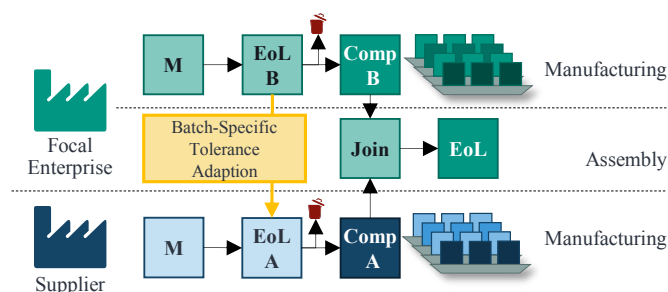 M
EoL
B
Comp
B
Manufacturing
Focal
Enterprise
Batch-Specific
Tolerance
Adaption
Join
EoL
Assembly
M
EoL
A
Comp
A
Manufacturing
Supplier